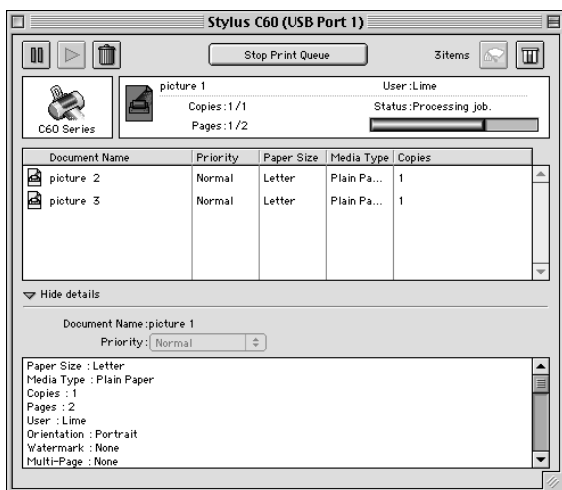 Stylus C60 (USB Port 1)
Stop Print Queue
3items
C60 Series
picture 1
User:Lime
Copies:1/1
Status:Processing job.
Pages:1/2
Document Name Priority Paper Size Media Type Copies
picture 2 Normal Letter Plain Pa... 1
picture 3 Normal Letter Plain Pa... 1
Hide details
Document Name:picture 1
Priority: Normal
Paper Size : Letter
Media Type : Plain Paper
Copies : 1
Pages : 2
User : Lime
Orientation : Portrait
Watermark : None
Multi-Page : None